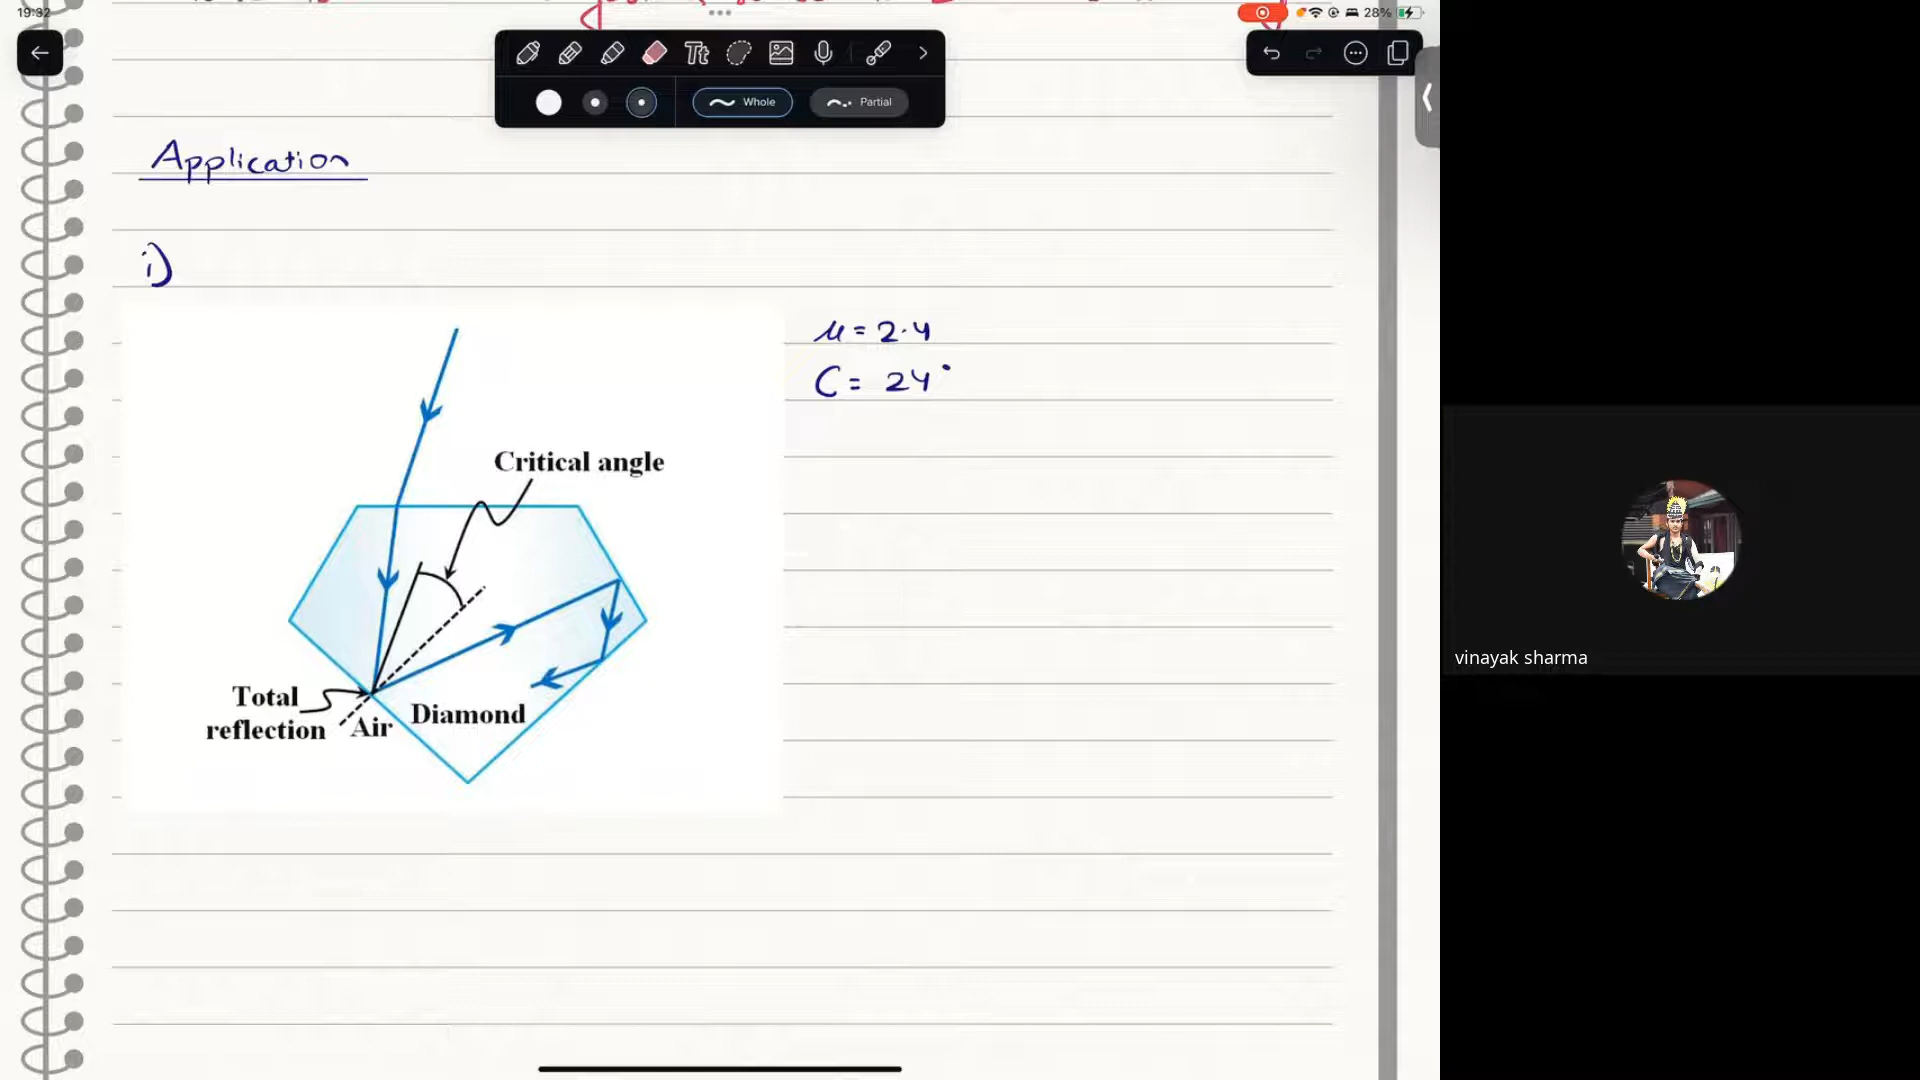 19:32
28%
Whole
Partial
Application
i)
μ = 2.4
C = 24°
Critical angle
Total
reflection
Air
Diamond
vinayak sharma